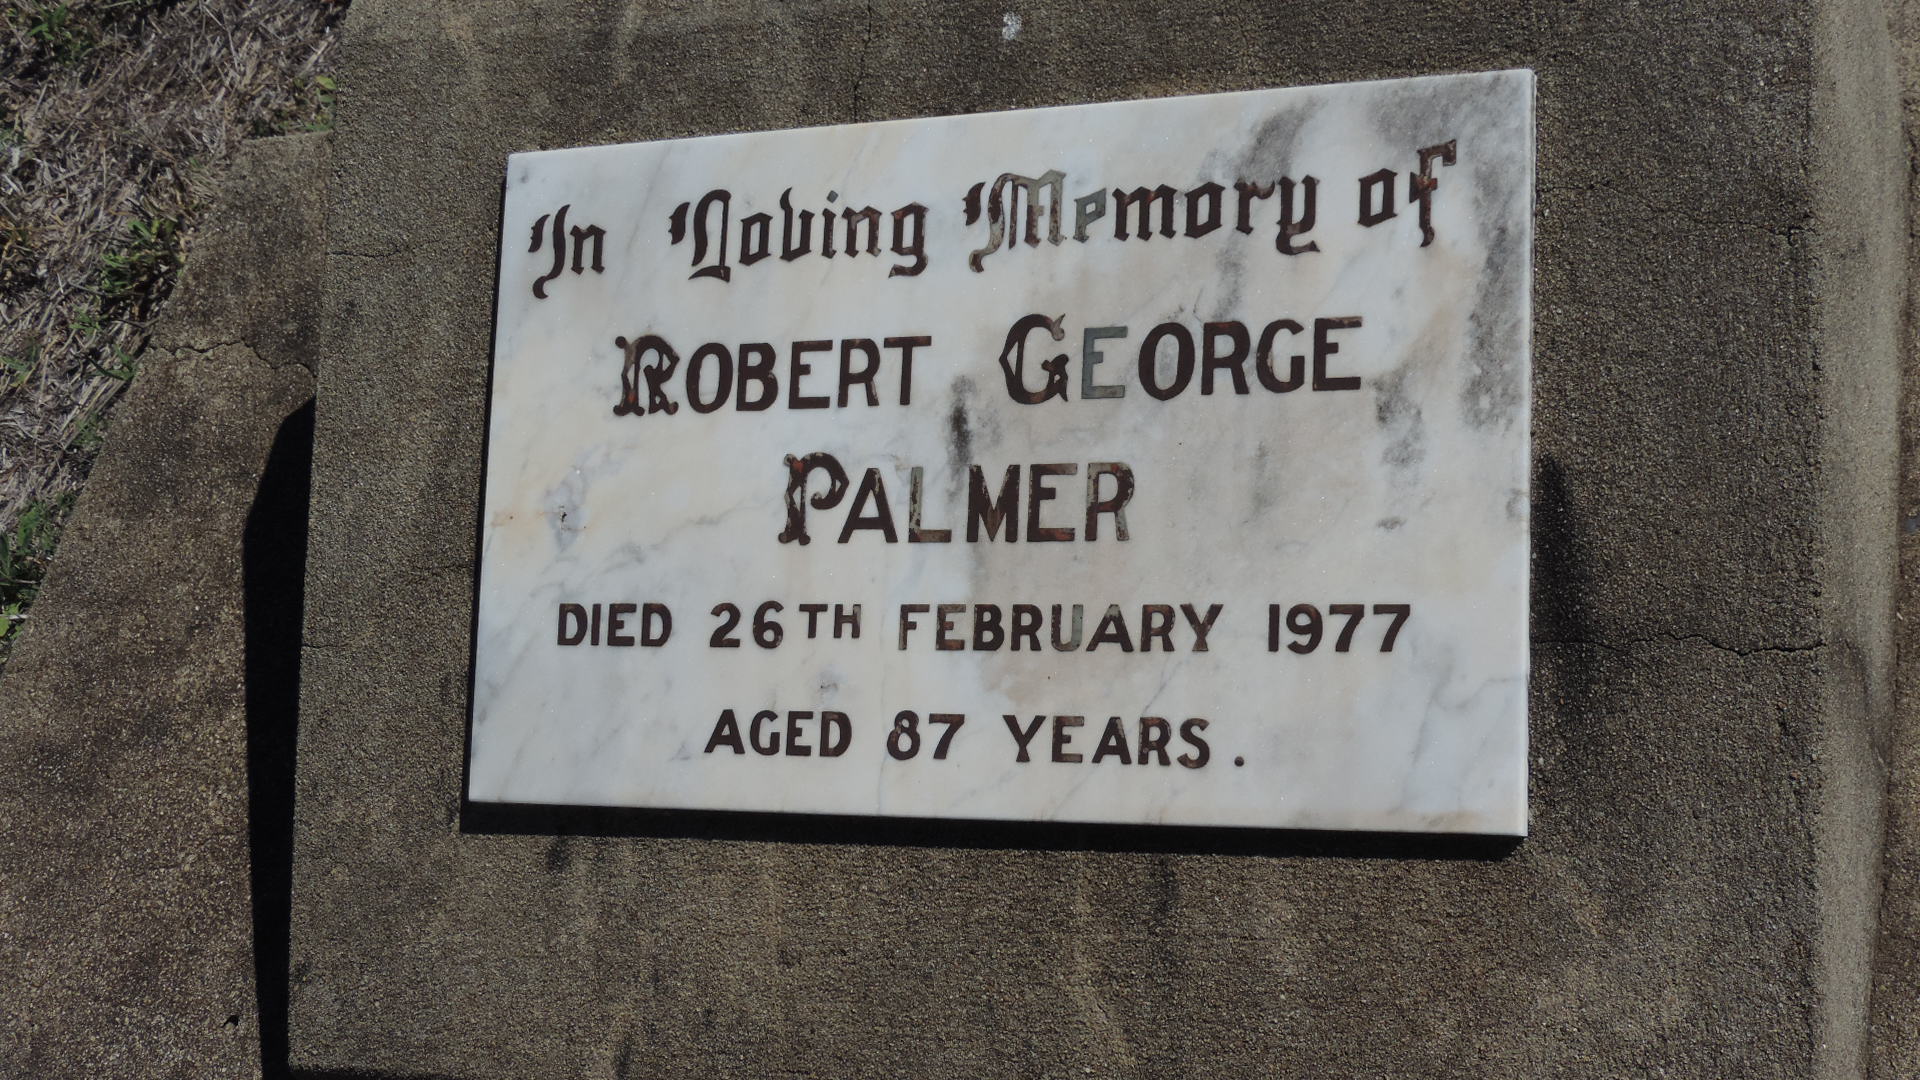 In Loving Memory of
ROBERT GEORGE
PALMER
DIED 26TH FEBRUARY 1977
AGED 87 YEARS.